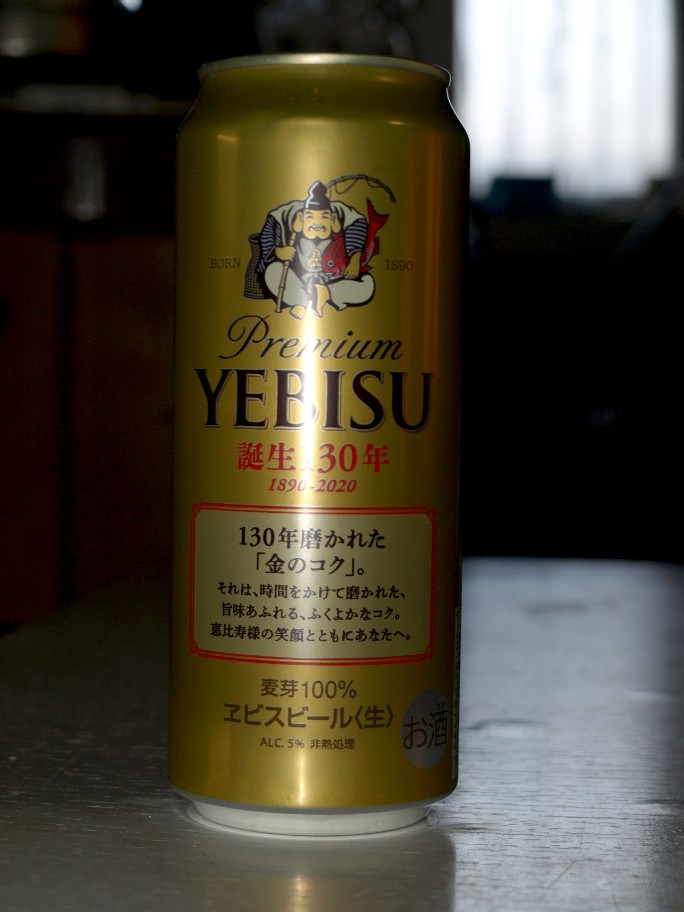 BORN 1890
Premium
YEBISU
誕生130年
1890-2020
130年磨かれた
「金のコク」。
それは、時間をかけて磨かれた、
旨味あふれる、ふくよかなコク。
恵比寿様の笑顔とともにあなたへ。
麦芽100%
ヱビスビール〈生〉
お酒
ALC. 5% 非熱処理